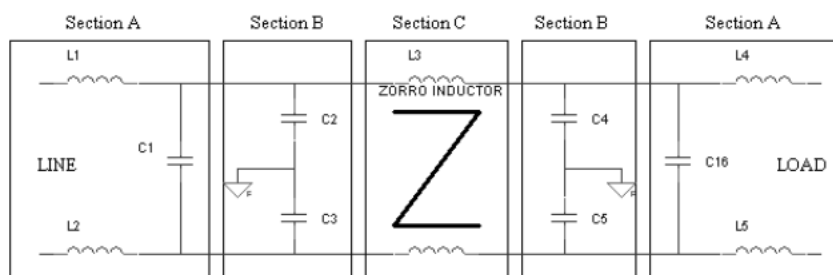 Section A Section B Section C Section B Section A
L1 L3 L4
ZORRO INDUCTOR
C2 C4
C1 C16
LINE LOAD
C3 C5
L2 L5